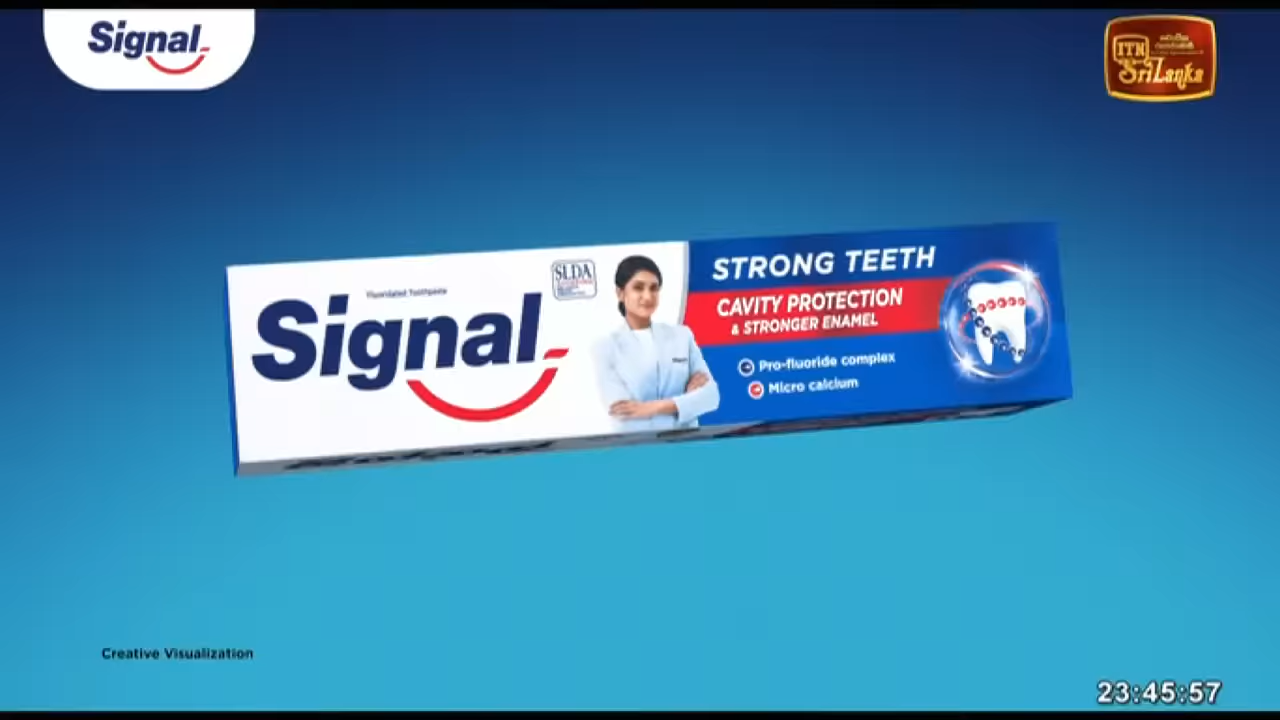 Signal
ITN
Sri Lanka
Fluoridated Toothpaste
SLDA
Signal
STRONG TEETH
CAVITY PROTECTION
& STRONGER ENAMEL
Pro-fluoride complex
Micro calcium
Creative Visualization
23:45:57